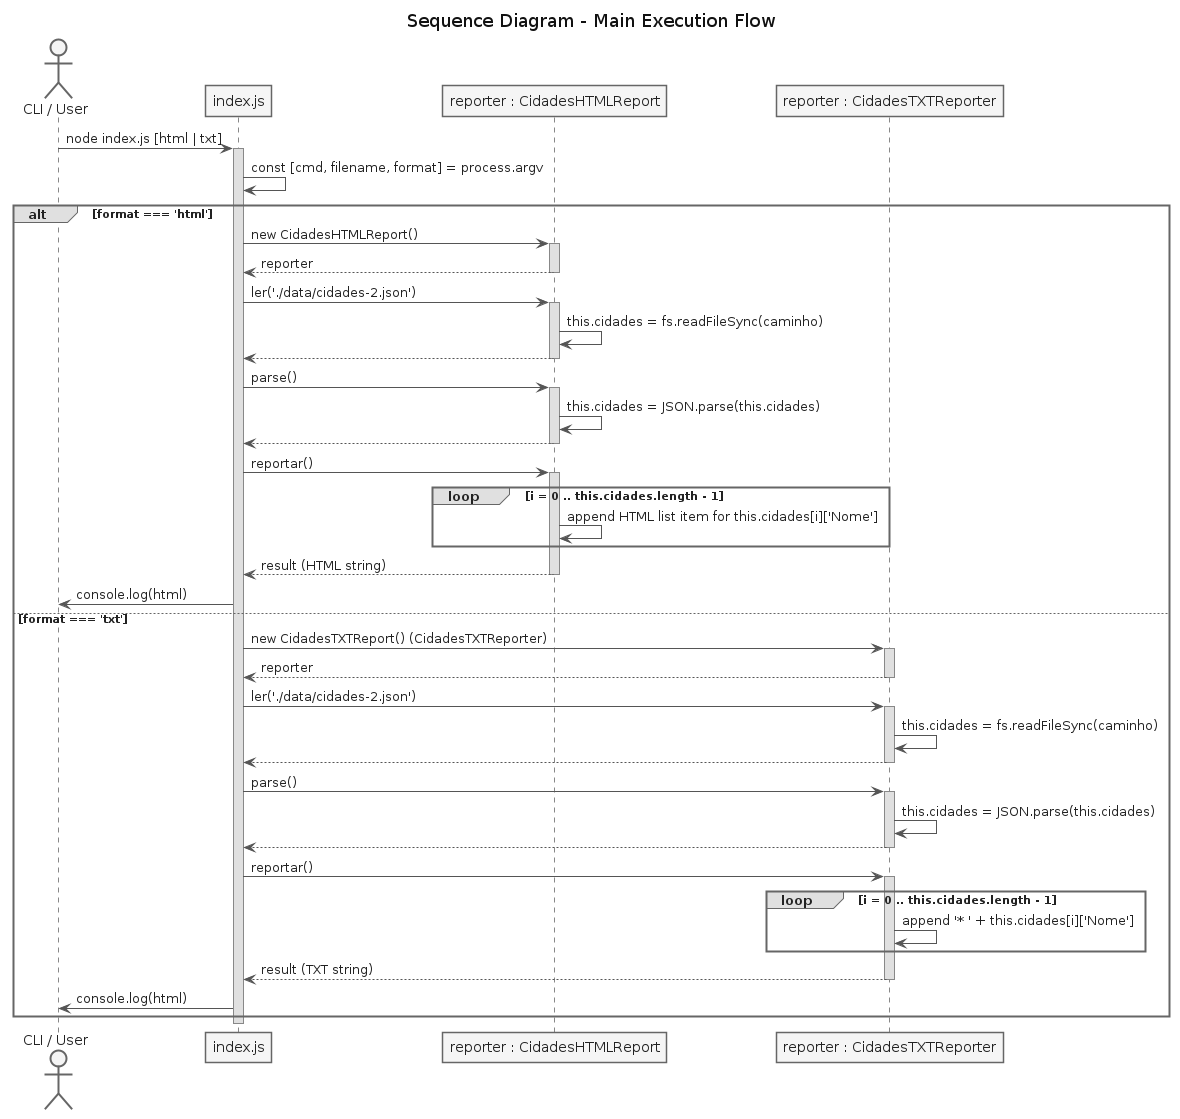 Sequence Diagram - Main Execution Flow
CLI / User
index.js
reporter : CidadesHTMLReport
reporter : CidadesTXTReporter
node index.js [html | txt]
const [cmd, filename, format] = process.argv
alt
[format === 'html']
new CidadesHTMLReport()
reporter
ler('./data/cidades-2.json')
this.cidades = fs.readFileSync(caminho)
parse()
this.cidades = JSON.parse(this.cidades)
reportar()
loop
[i = 0 .. this.cidades.length - 1]
append HTML list item for this.cidades[i]['Nome']
result (HTML string)
console.log(html)
[format === 'txt']
new CidadesTXTReport() (CidadesTXTReporter)
reporter
ler('./data/cidades-2.json')
this.cidades = fs.readFileSync(caminho)
parse()
this.cidades = JSON.parse(this.cidades)
reportar()
loop
[i = 0 .. this.cidades.length - 1]
append '* ' + this.cidades[i]['Nome']
result (TXT string)
console.log(html)
CLI / User
index.js
reporter : CidadesHTMLReport
reporter : CidadesTXTReporter